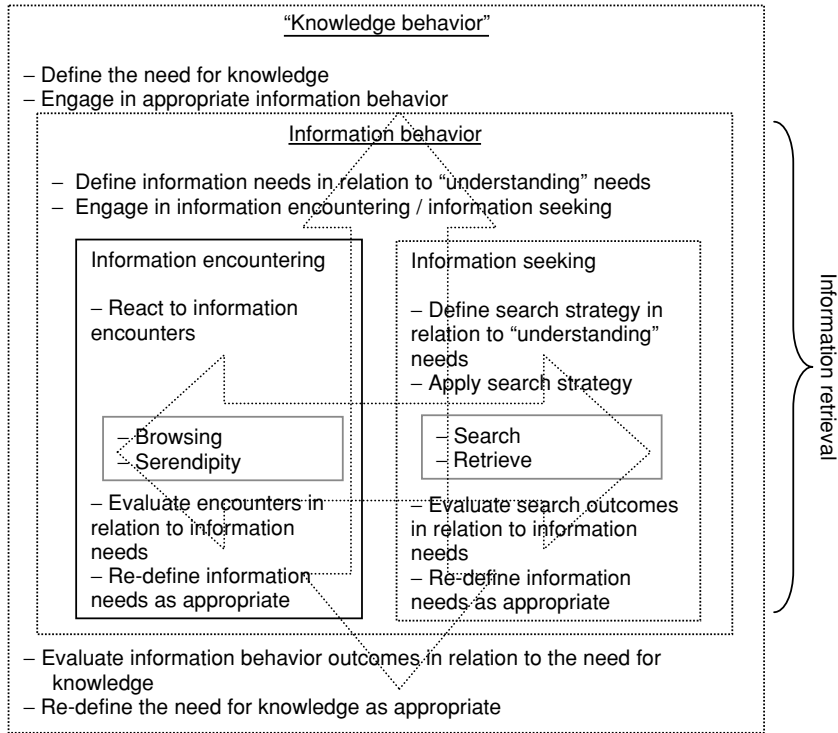 “Knowledge behavior”
– Define the need for knowledge
– Engage in appropriate information behavior
Information behavior
– Define information needs in relation to “understanding” needs
– Engage in information encountering / information seeking
Information encountering
– React to information
encounters
– Browsing
– Serendipity
– Evaluate encounters in
relation to information
needs
– Re-define information
needs as appropriate
Information seeking
– Define search strategy in
relation to “understanding”
needs
– Apply search strategy
– Search
– Retrieve
– Evaluate search outcomes
in relation to information
needs
– Re-define information
needs as appropriate
– Evaluate information behavior outcomes in relation to the need for
knowledge
– Re-define the need for knowledge as appropriate
Information retrieval